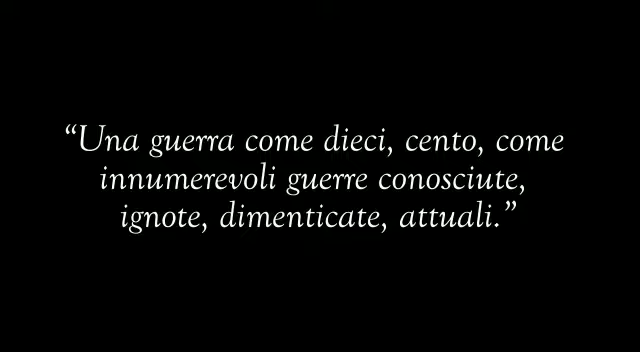 “Una guerra come dieci, cento, come
innumerevoli guerre conosciute,
ignote, dimenticate, attuali.”